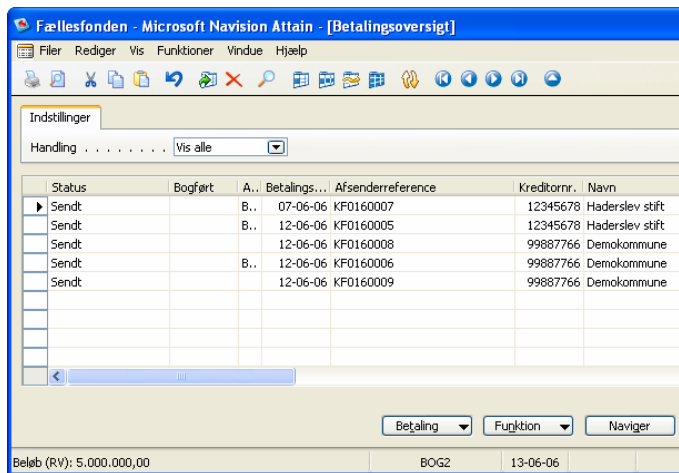 Fællesfonden - Microsoft Navision Attain - [Betalingsoversigt]
Filer Rediger Vis Funktioner Vindue Hjælp
Indstillinger
Handling . . . . . . . . Vis alle
Status Bogført A.. Betalings... Afsenderreference Kreditornr. Navn
Sendt B.. 07-06-06 KF0160007 12345678 Haderslev stift
Sendt B.. 12-06-06 KF0160005 12345678 Haderslev stift
Sendt 12-06-06 KF0160008 99887766 Demokommune
Sendt B.. 12-06-06 KF0160006 99887766 Demokommune
Sendt 12-06-06 KF0160009 99887766 Demokommune
Betaling Funktion Naviger
Beløb (RV): 5.000.000,00 BOG2 13-06-06